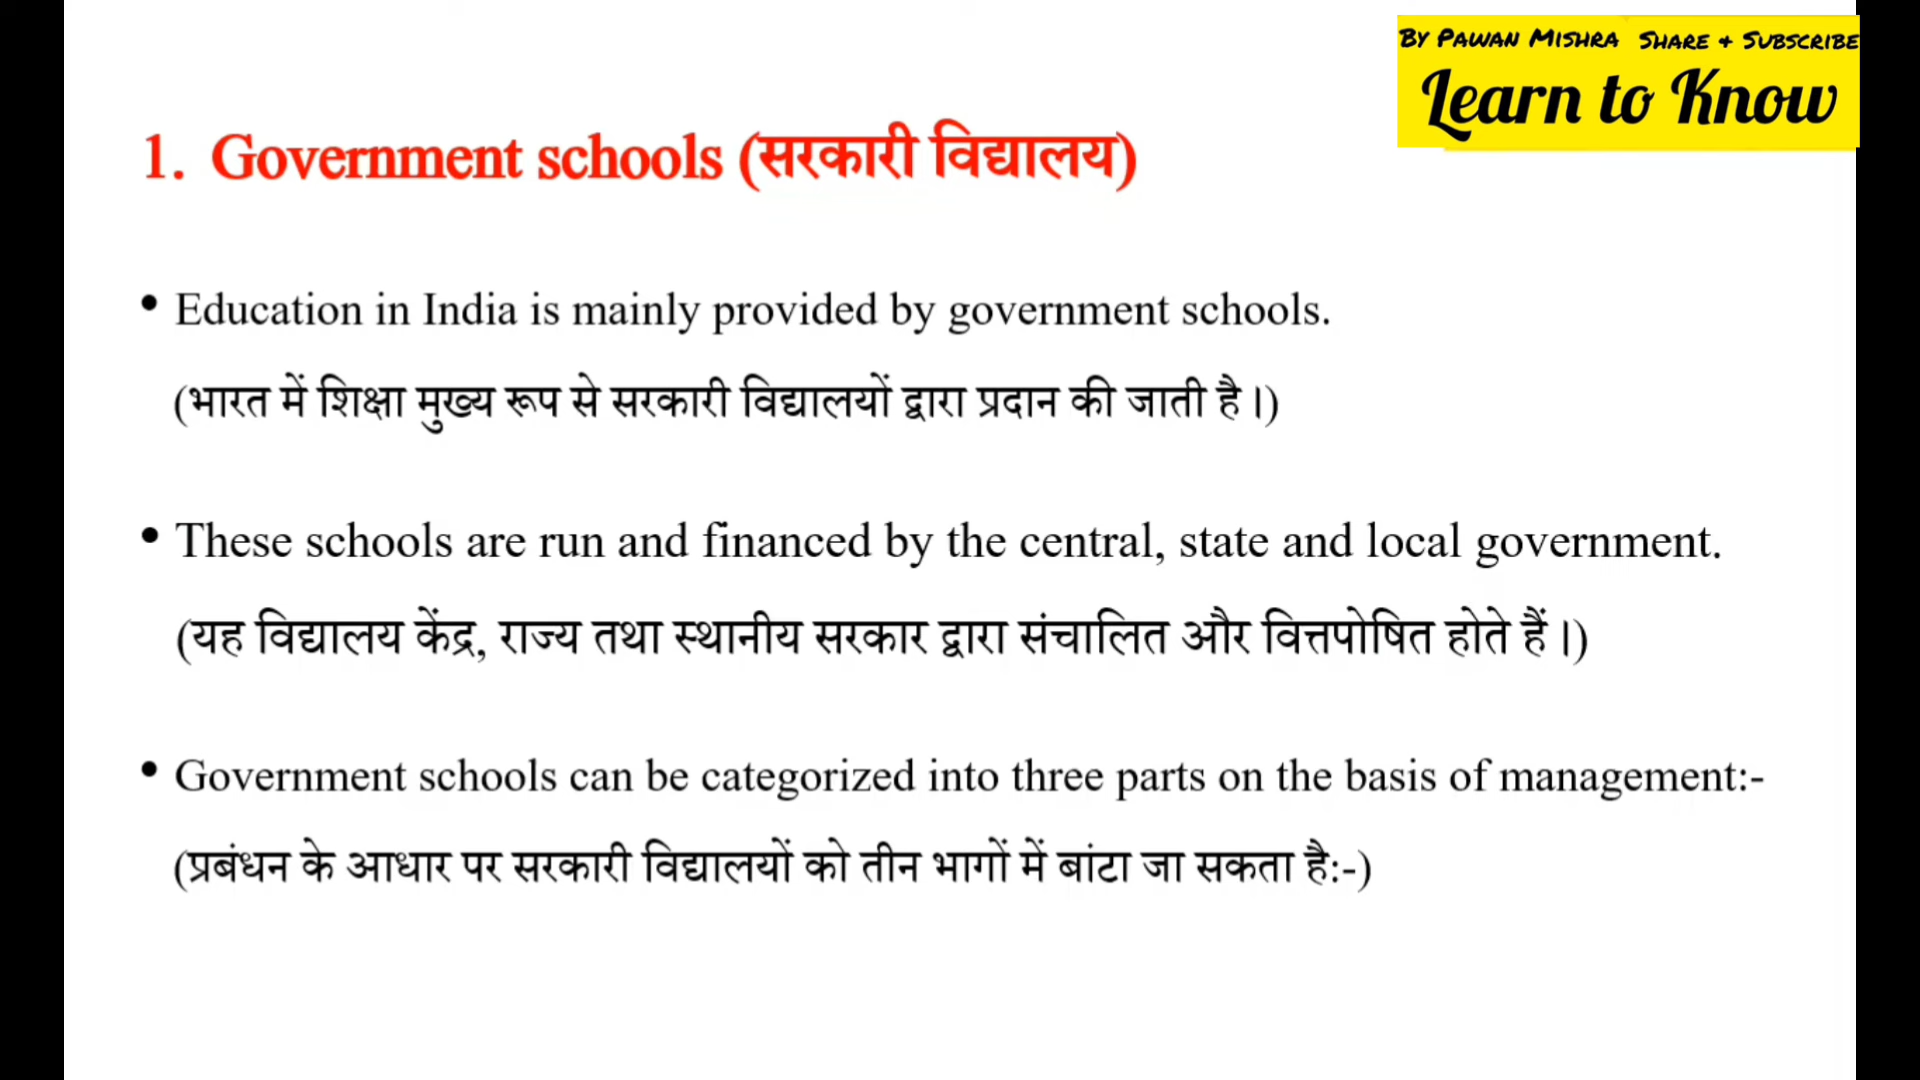 By Pawan Mishra Share + Subscribe
Learn to Know
1. Government schools (सरकारी विद्यालय)
• Education in India is mainly provided by government schools.
(भारत में शिक्षा मुख्य रूप से सरकारी विद्यालयों द्वारा प्रदान की जाती है।)
• These schools are run and financed by the central, state and local government.
(यह विद्यालय केंद्र, राज्य तथा स्थानीय सरकार द्वारा संचालित और वित्तपोषित होते हैं।)
• Government schools can be categorized into three parts on the basis of management:-
(प्रबंधन के आधार पर सरकारी विद्यालयों को तीन भागों में बांटा जा सकता है:-)